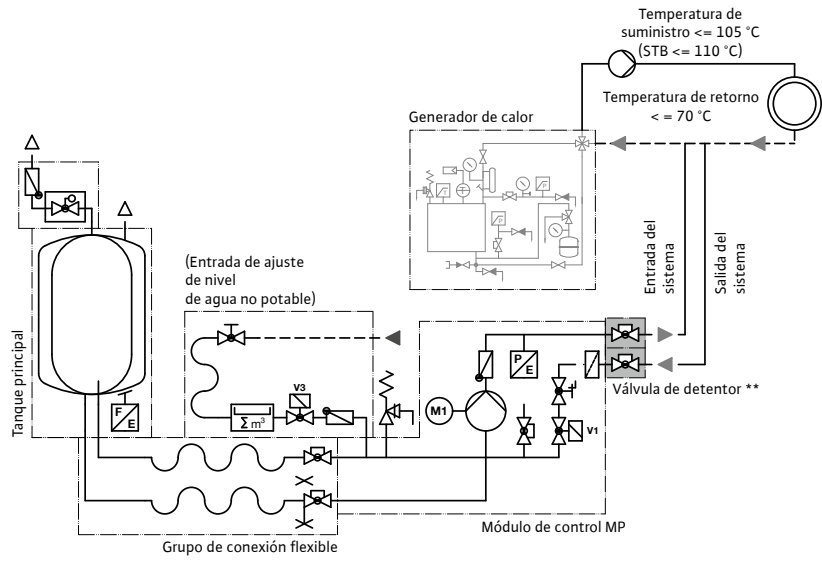 Temperatura de
suministro <= 105 °C
(STB <= 110 °C)
Temperatura de retorno
< = 70 °C
Generador de calor
Entrada del
sistema
Salida del
sistema
(Entrada de ajuste
de nivel
de agua no potable)
Tanque principal
F
E
V3
Σ m³
M1
P
E
V1
Válvula de detentor **
Módulo de control MP
Grupo de conexión flexible